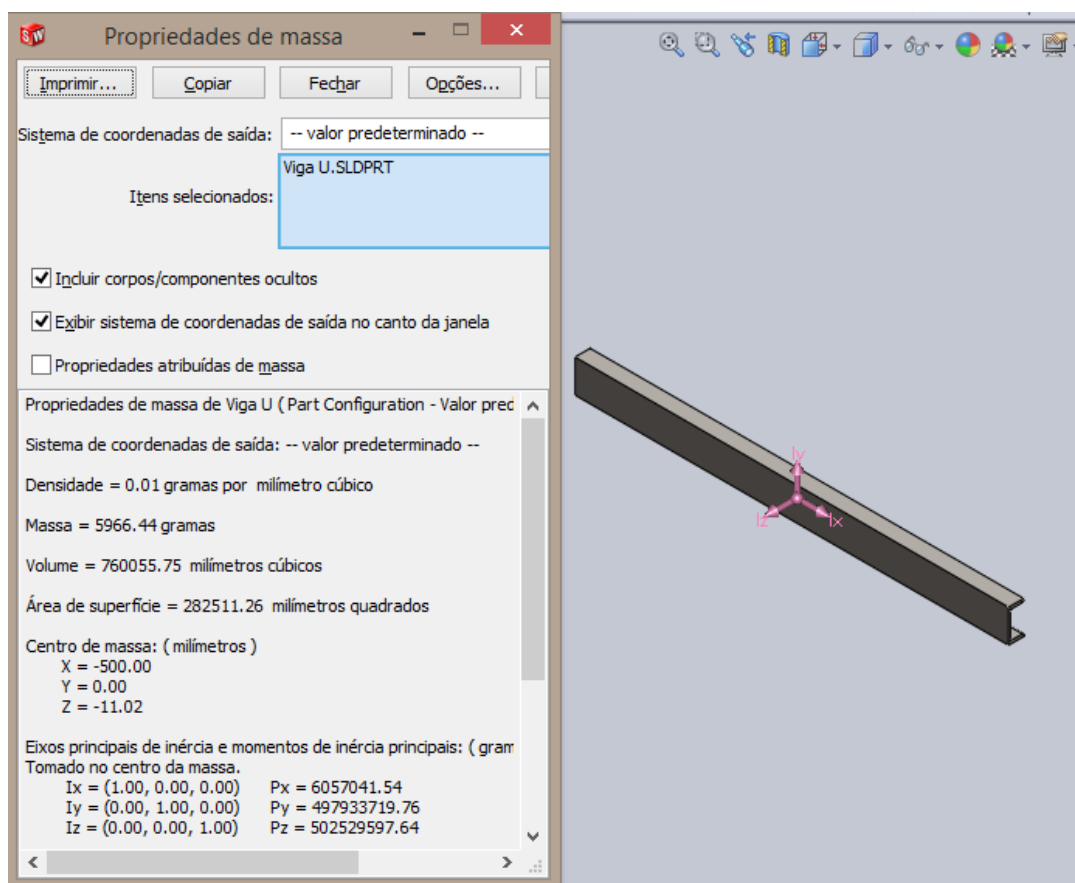 SW
Propriedades de massa
Imprimir... Copiar Fechar Opções...
Sistema de coordenadas de saída: -- valor predeterminado --
Itens selecionados: Viga U.SLDPRT
Incluir corpos/componentes ocultos
Exibir sistema de coordenadas de saída no canto da janela
Propriedades atribuídas de massa
Propriedades de massa de Viga U ( Part Configuration - Valor pred
Sistema de coordenadas de saída: -- valor predeterminado --
Densidade = 0.01 gramas por milímetro cúbico
Massa = 5966.44 gramas
Volume = 760055.75 milímetros cúbicos
Área de superfície = 282511.26 milímetros quadrados
Centro de massa: ( milímetros )
X = -500.00
Y = 0.00
Z = -11.02
Eixos principais de inércia e momentos de inércia principais: ( gram
Tomado no centro da massa.
Ix = (1.00, 0.00, 0.00) Px = 6057041.54
Iy = (0.00, 1.00, 0.00) Py = 497933719.76
Iz = (0.00, 0.00, 1.00) Pz = 502529597.64
Iy
Iz Ix